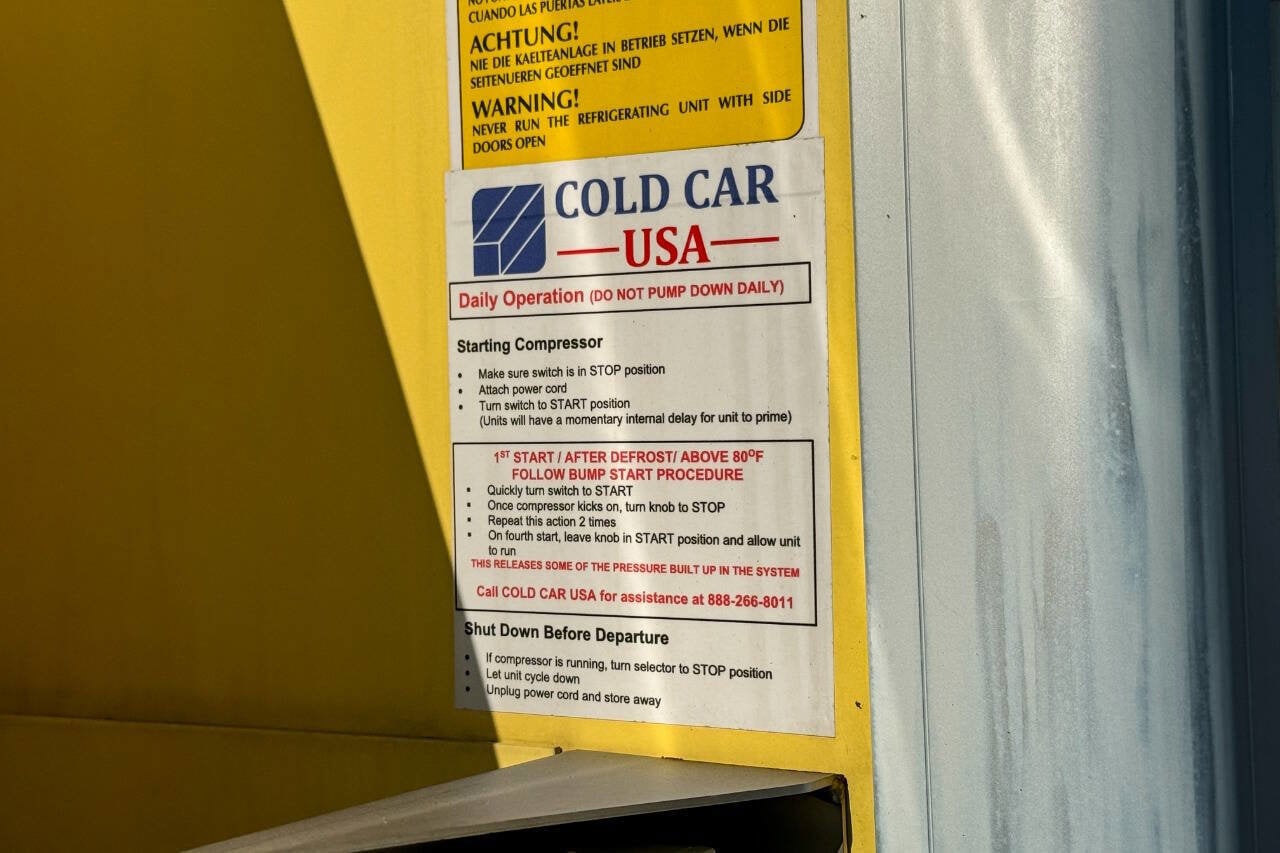 CUANDO LAS PUERTAS
ACHTUNG!
NIE DIE KAELTEANLAGE IN BETRIEB SETZEN, WENN DIE
SEITENUEREN GEOEFFNET SIND
WARNING!
NEVER RUN THE REFRIGERATING UNIT WITH SIDE
DOORS OPEN
COLD CAR
USA
Daily Operation (DO NOT PUMP DOWN DAILY)
Starting Compressor
• Make sure switch is in STOP position
• Attach power cord
• Turn switch to START position
(Units will have a momentary internal delay for unit to prime)
1ST START / AFTER DEFROST/ ABOVE 80OF
FOLLOW BUMP START PROCEDURE
▪ Quickly turn switch to START
▪ Once compressor kicks on, turn knob to STOP
▪ Repeat this action 2 times
▪ On fourth start, leave knob in START position and allow unit
to run
THIS RELEASES SOME OF THE PRESSURE BUILT UP IN THE SYSTEM
Call COLD CAR USA for assistance at 888-266-8011
Shut Down Before Departure
• If compressor is running, turn selector to STOP position
• Let unit cycle down
• Unplug power cord and store away